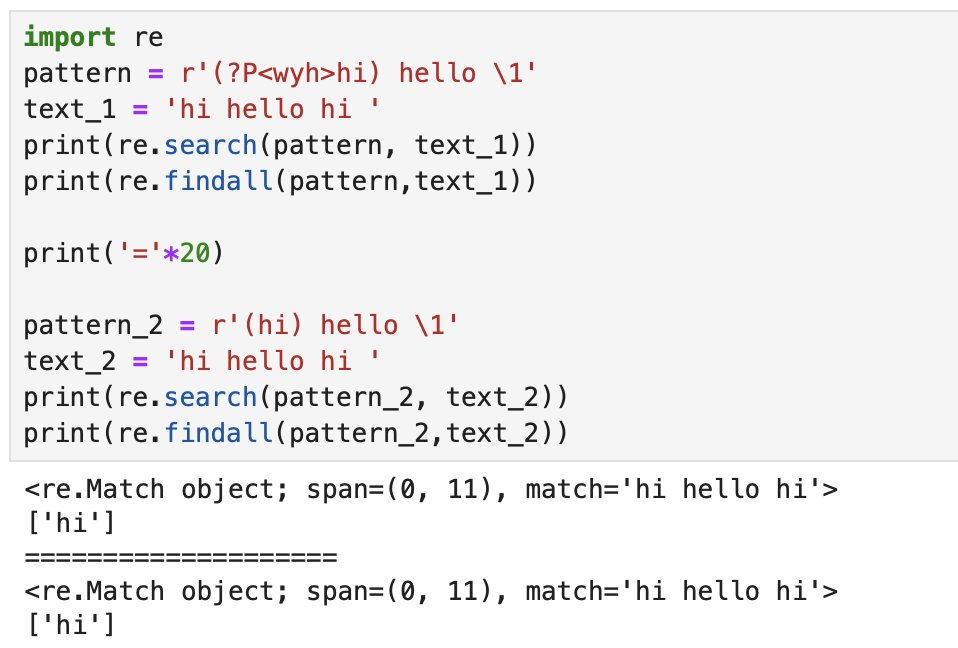 import re
pattern = r'(?P<wyh>hi) hello \1'
text_1 = 'hi hello hi '
print(re.search(pattern, text_1))
print(re.findall(pattern,text_1))
print('='*20)
pattern_2 = r'(hi) hello \1'
text_2 = 'hi hello hi '
print(re.search(pattern_2, text_2))
print(re.findall(pattern_2,text_2))
<re.Match object; span=(0, 11), match='hi hello hi'>
['hi']
====================
<re.Match object; span=(0, 11), match='hi hello hi'>
['hi']